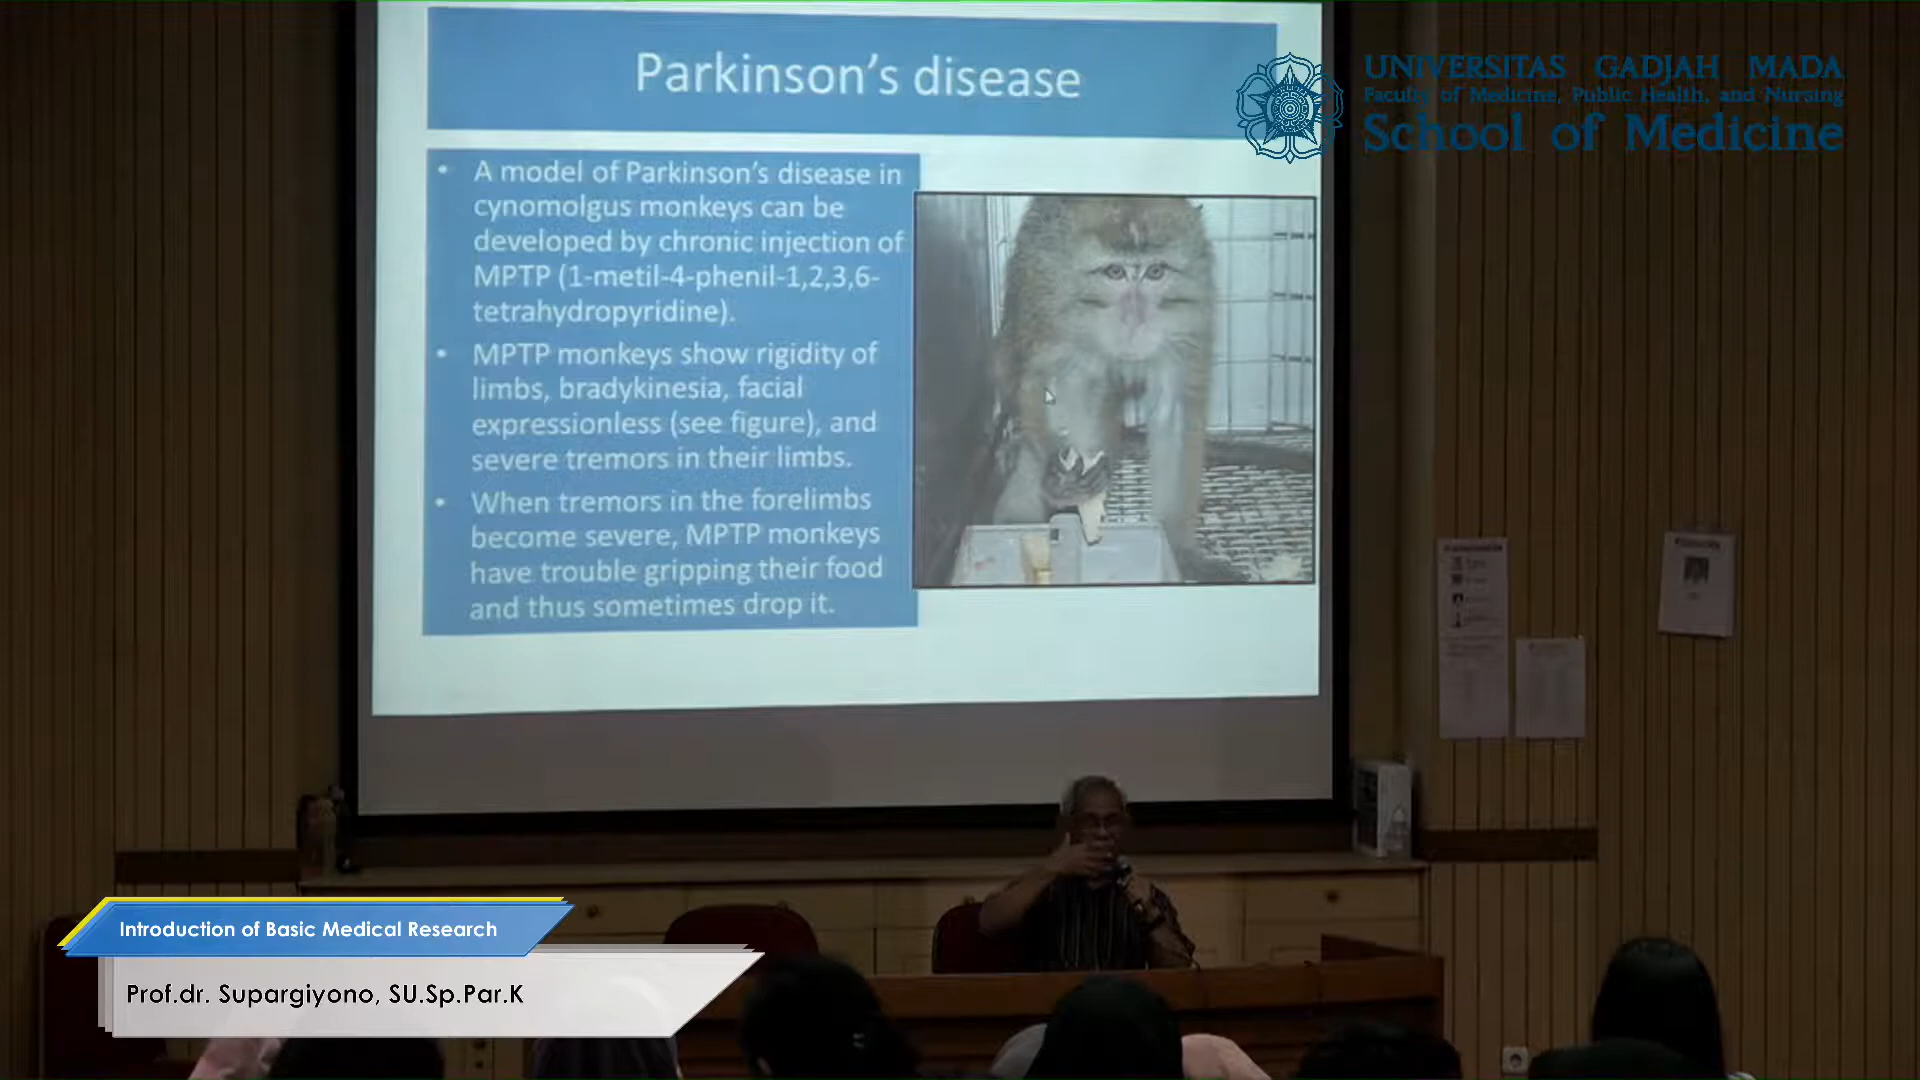 Parkinson's disease
UNIVERSITAS GADJAH MADA
Faculty of Medicine, Public Health, and Nursing
School of Medicine
• A model of Parkinson's disease in
cynomolgus monkeys can be
developed by chronic injection of
MPTP (1-metil-4-phenil-1,2,3,6-
tetrahydropyridine).
• MPTP monkeys show rigidity of
limbs, bradykinesia, facial
expressionless (see figure), and
severe tremors in their limbs.
• When tremors in the forelimbs
become severe, MPTP monkeys
have trouble gripping their food
and thus sometimes drop it.
Introduction of Basic Medical Research
Prof.dr. Supargiyono, SU.Sp.Par.K